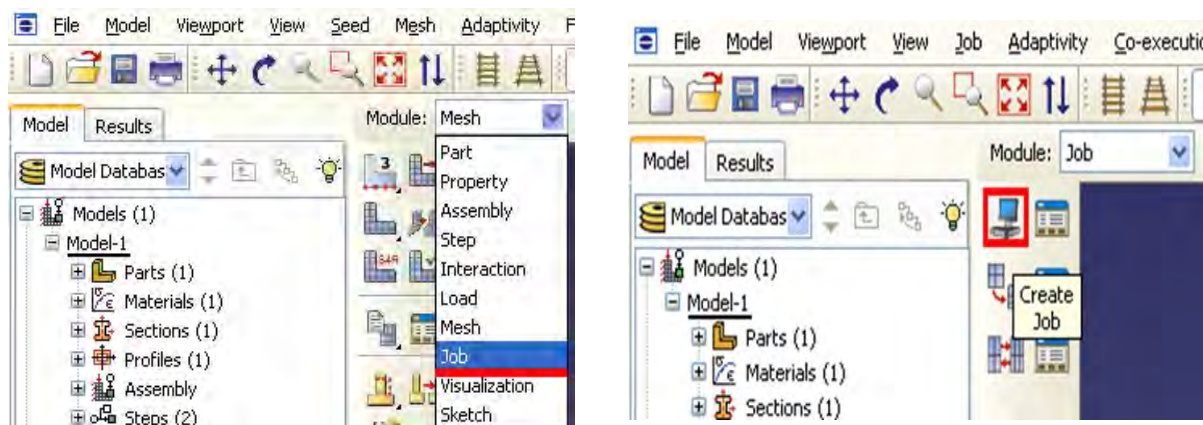 File Model Viewport View Seed Mesh Adaptivity F
Model Results
Module: Mesh
Model Databas
Part
Property
Assembly
Step
Interaction
Load
Mesh
Job
Visualization
Sketch
3
Models (1)
Model-1
Parts (1)
Materials (1)
Sections (1)
Profiles (1)
Assembly
Steps (2)
File Model Viewport View Job Adaptivity Co-executio
Model Results
Module: Job
Model Databas
Models (1)
Model-1
Parts (1)
Materials (1)
Sections (1)
Create
Job